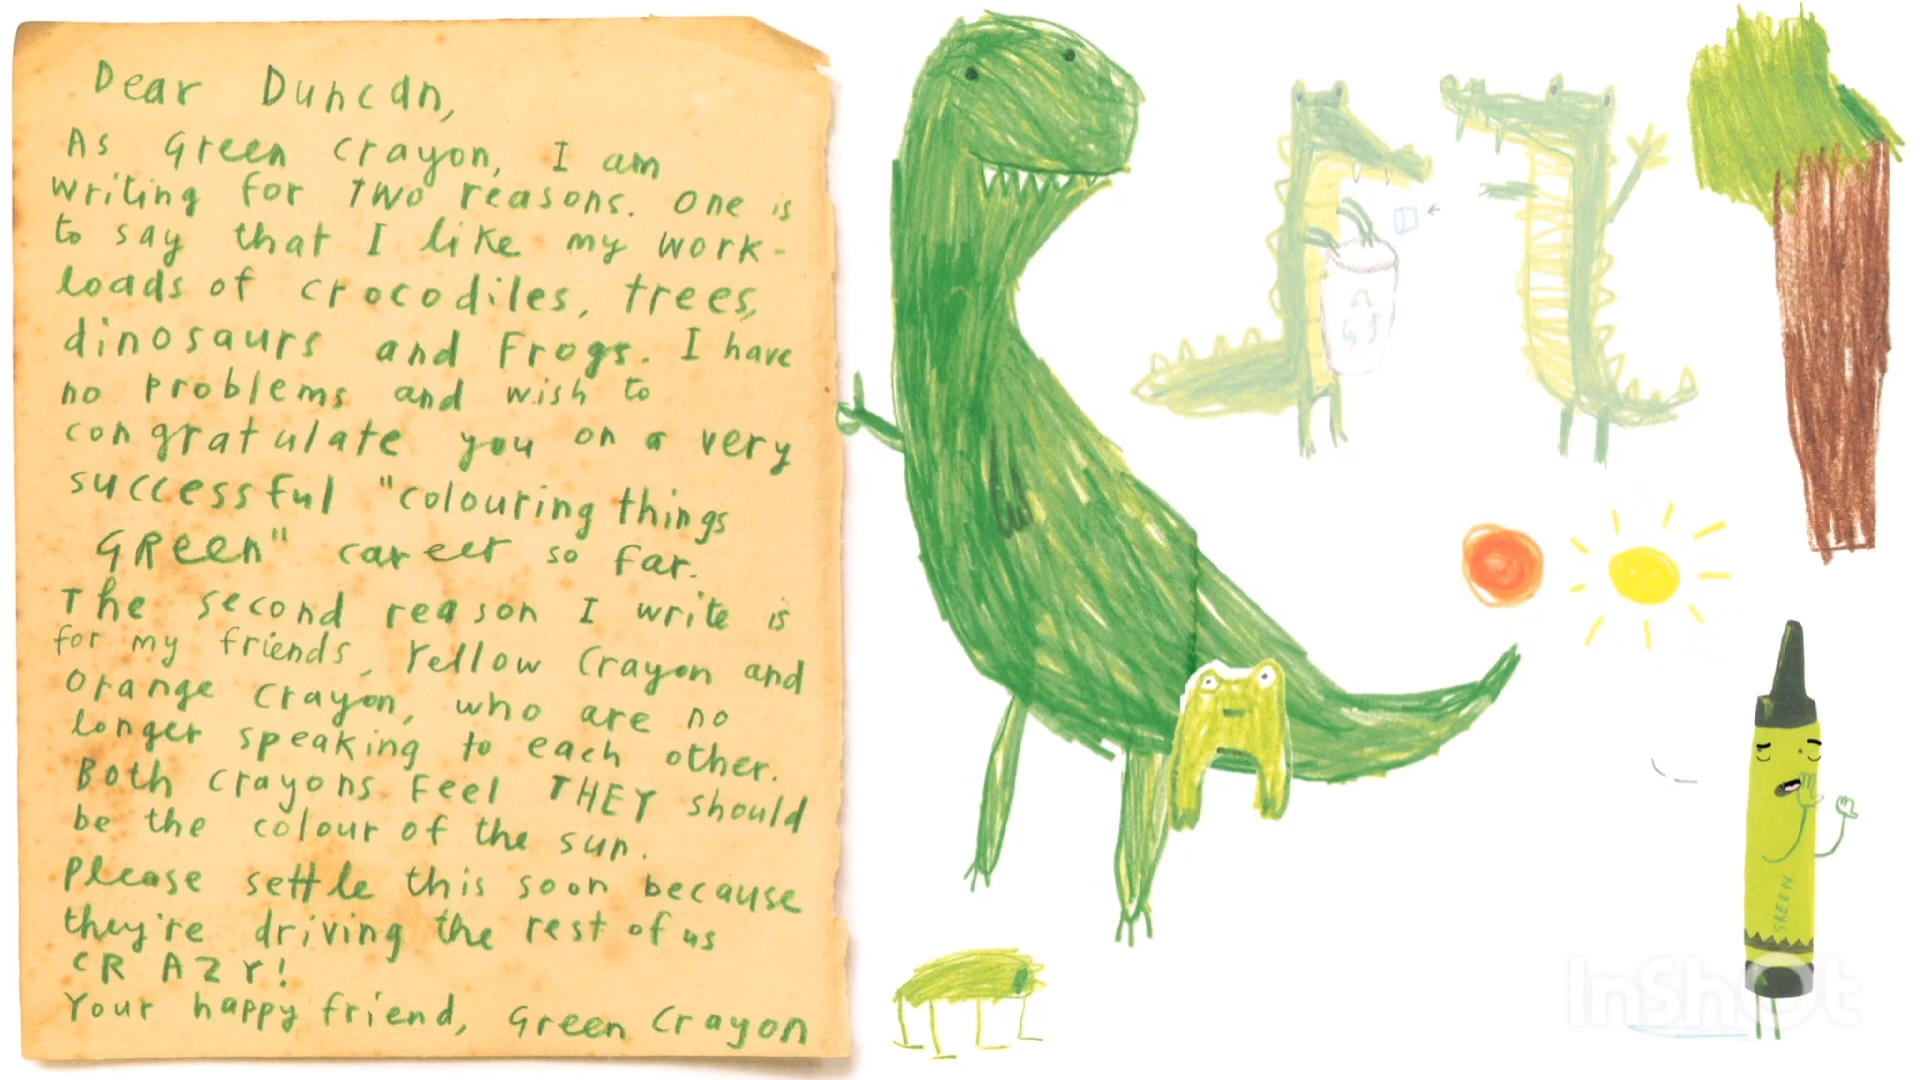 Dear Duncan,
As Green Crayon, I am
writing for TWO reasons. One is
to say that I like my work-
loads of crocodiles, trees,
dinosaurs and frogs. I have
no problems and wish to
congratulate you on a very
successful "colouring things
GREEN" career so far.
The second reason I write is
for my friends, Yellow Crayon and
Orange Crayon, who are no
longer speaking to each other.
Both crayons feel THEY should
be the colour of the sun.
Please settle this soon because
they're driving the rest of us
CRAZY!
Your happy friend, Green Crayon
GREEN
InShOt